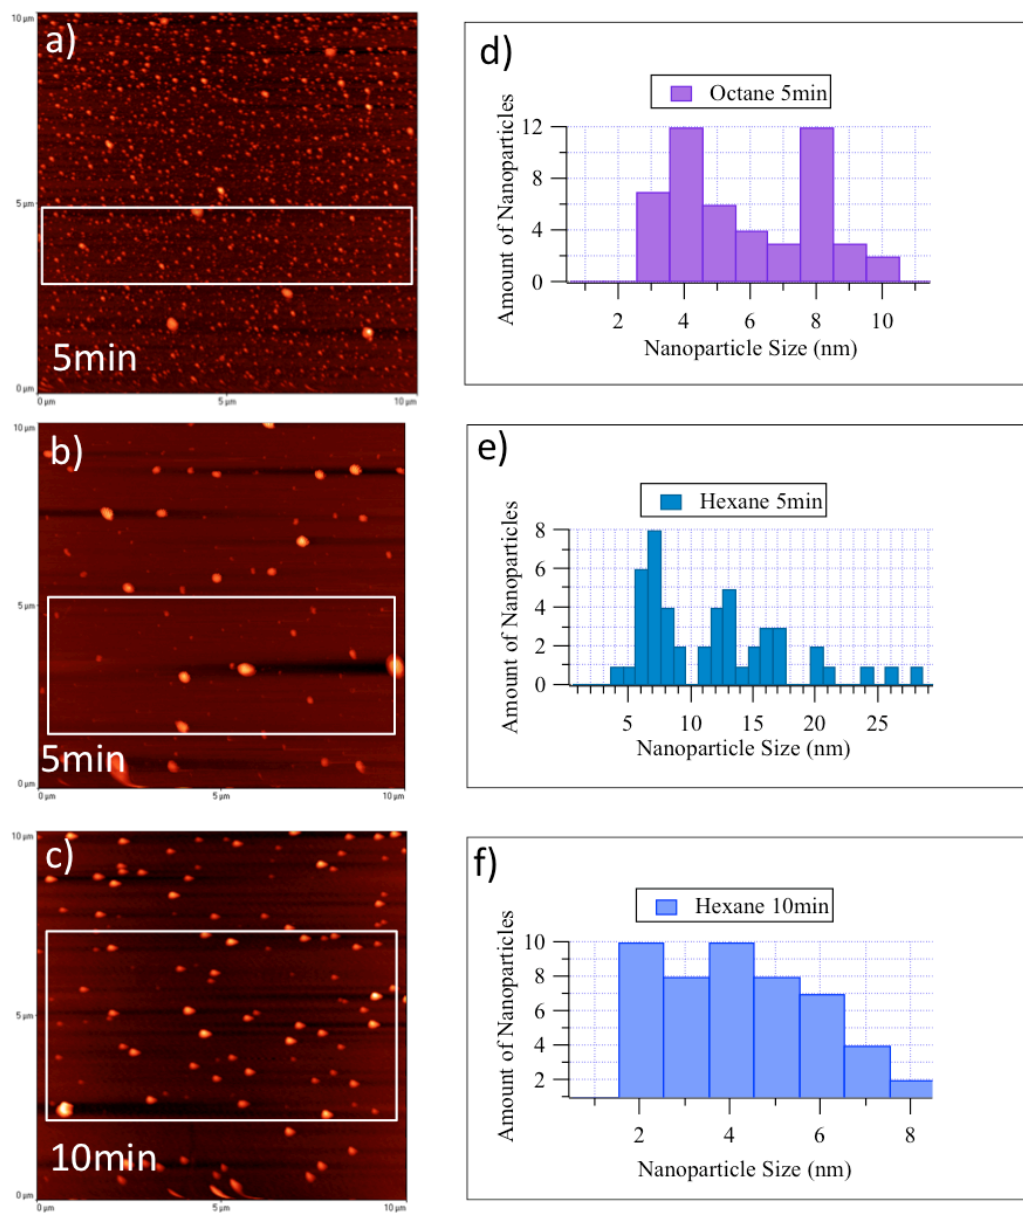 a)
10 µm
5 µm
0 µm
5min
0 µm
5 µm
10 µm
d)
Octane 5min
Amount of Nanoparticles
12
8
4
0
2
4
6
8
10
Nanoparticle Size (nm)
b)
5 µm
0 µm
5min
0 µm
5 µm
10 µm
e)
Hexane 5min
Amount of Nanoparticles
8
6
4
2
0
5
10
15
20
25
Nanoparticle Size (nm)
c)
10 µm
5 µm
0 µm
10min
0 µm
5 µm
10 µm
f)
Hexane 10min
Amount of Nanoparticles
10
8
6
4
2
2
4
6
8
Nanoparticle Size (nm)